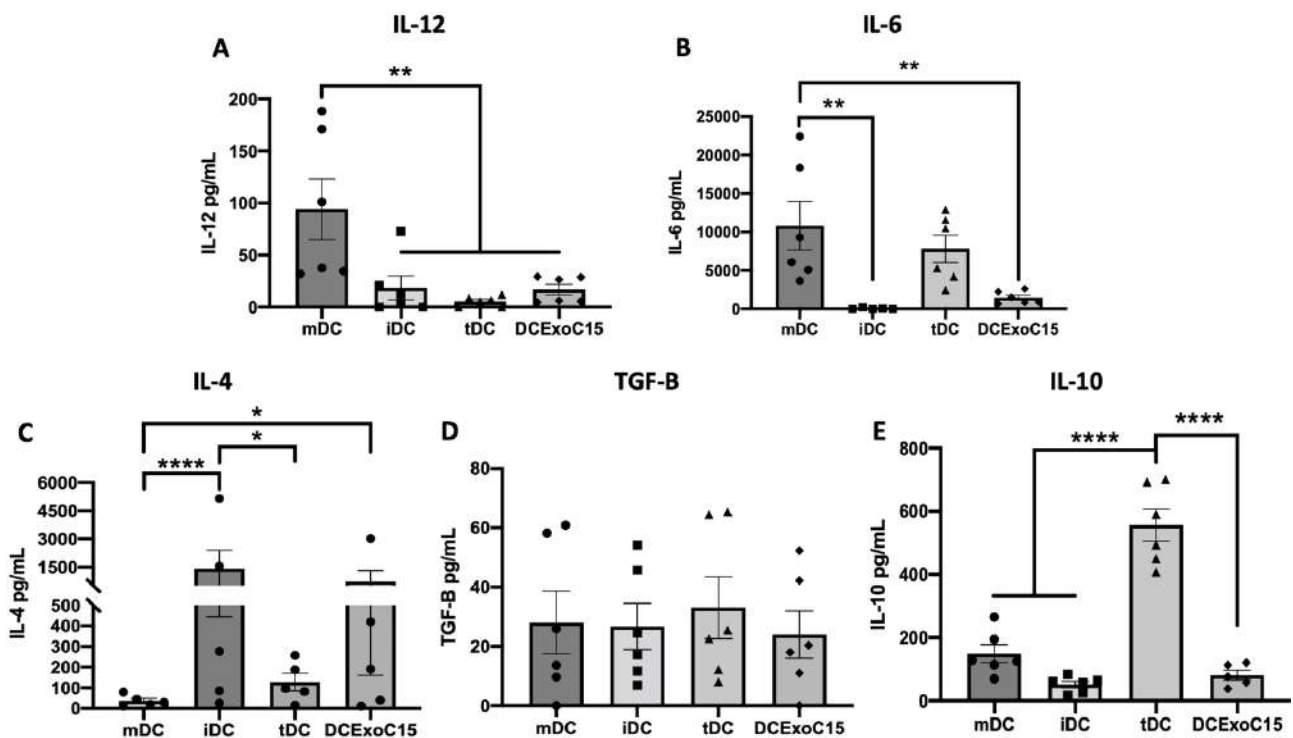 IL-12
A
**
IL-12 pg/mL
200
150
100
50
0
mDC iDC tDC DCExoC15
IL-6
B
**
**
IL-6 pg/mL
25000
20000
15000
10000
5000
0
mDC iDC tDC DCExoC15
IL-4
C
*
*
****
IL-4 pg/mL
6000
4500
3000
1500
500
400
300
200
100
0
mDC iDC tDC DCExoC15
TGF-B
D
TGF-B pg/mL
80
60
40
20
0
mDC iDC tDC DCExoC15
IL-10
E
****
****
IL-10 pg/mL
800
600
400
200
0
mDC iDC tDC DCExoC15